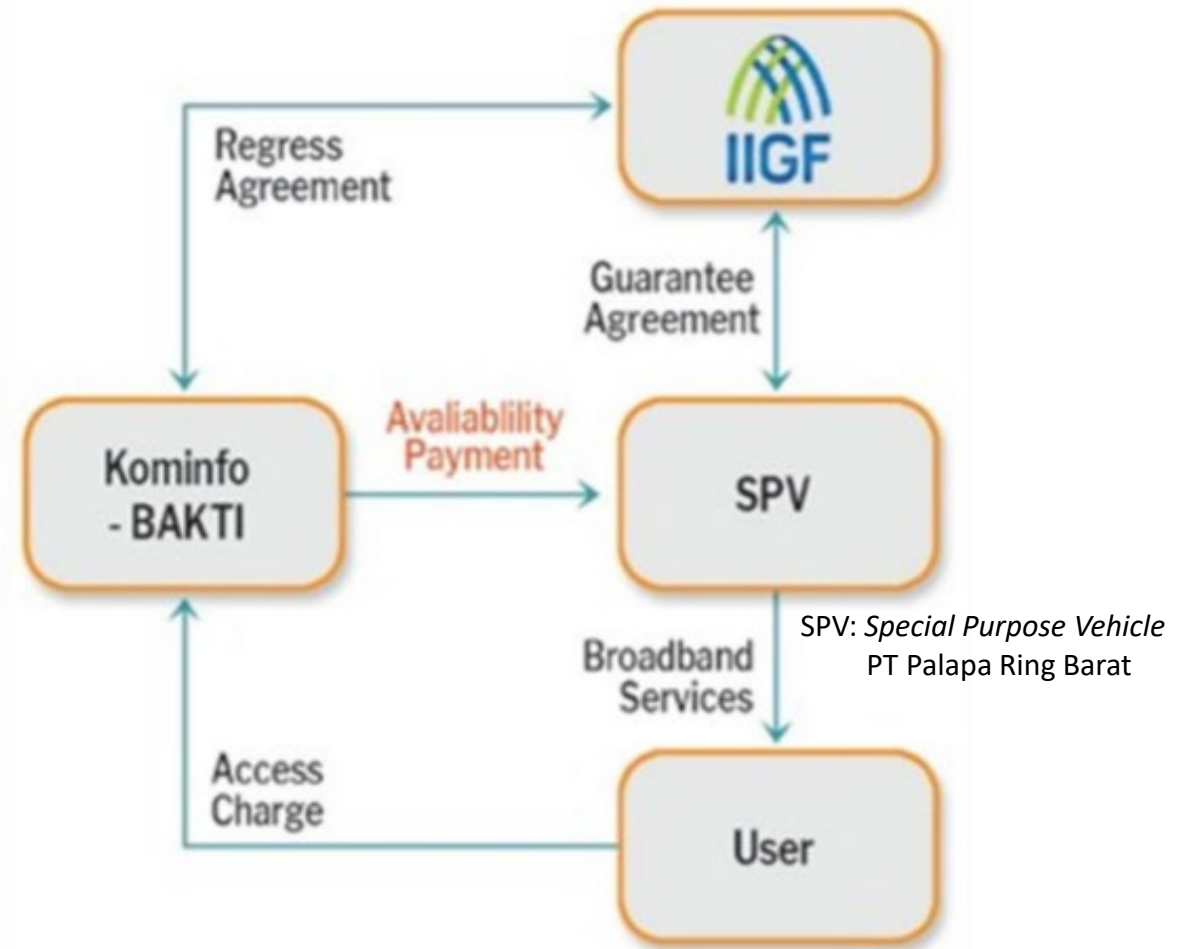 IIGF
Regress
Agreement
Guarantee
Agreement
Kominfo
- BAKTI
Avaliablility
Payment
SPV
SPV: Special Purpose Vehicle
PT Palapa Ring Barat
Broadband
Services
Access
Charge
User